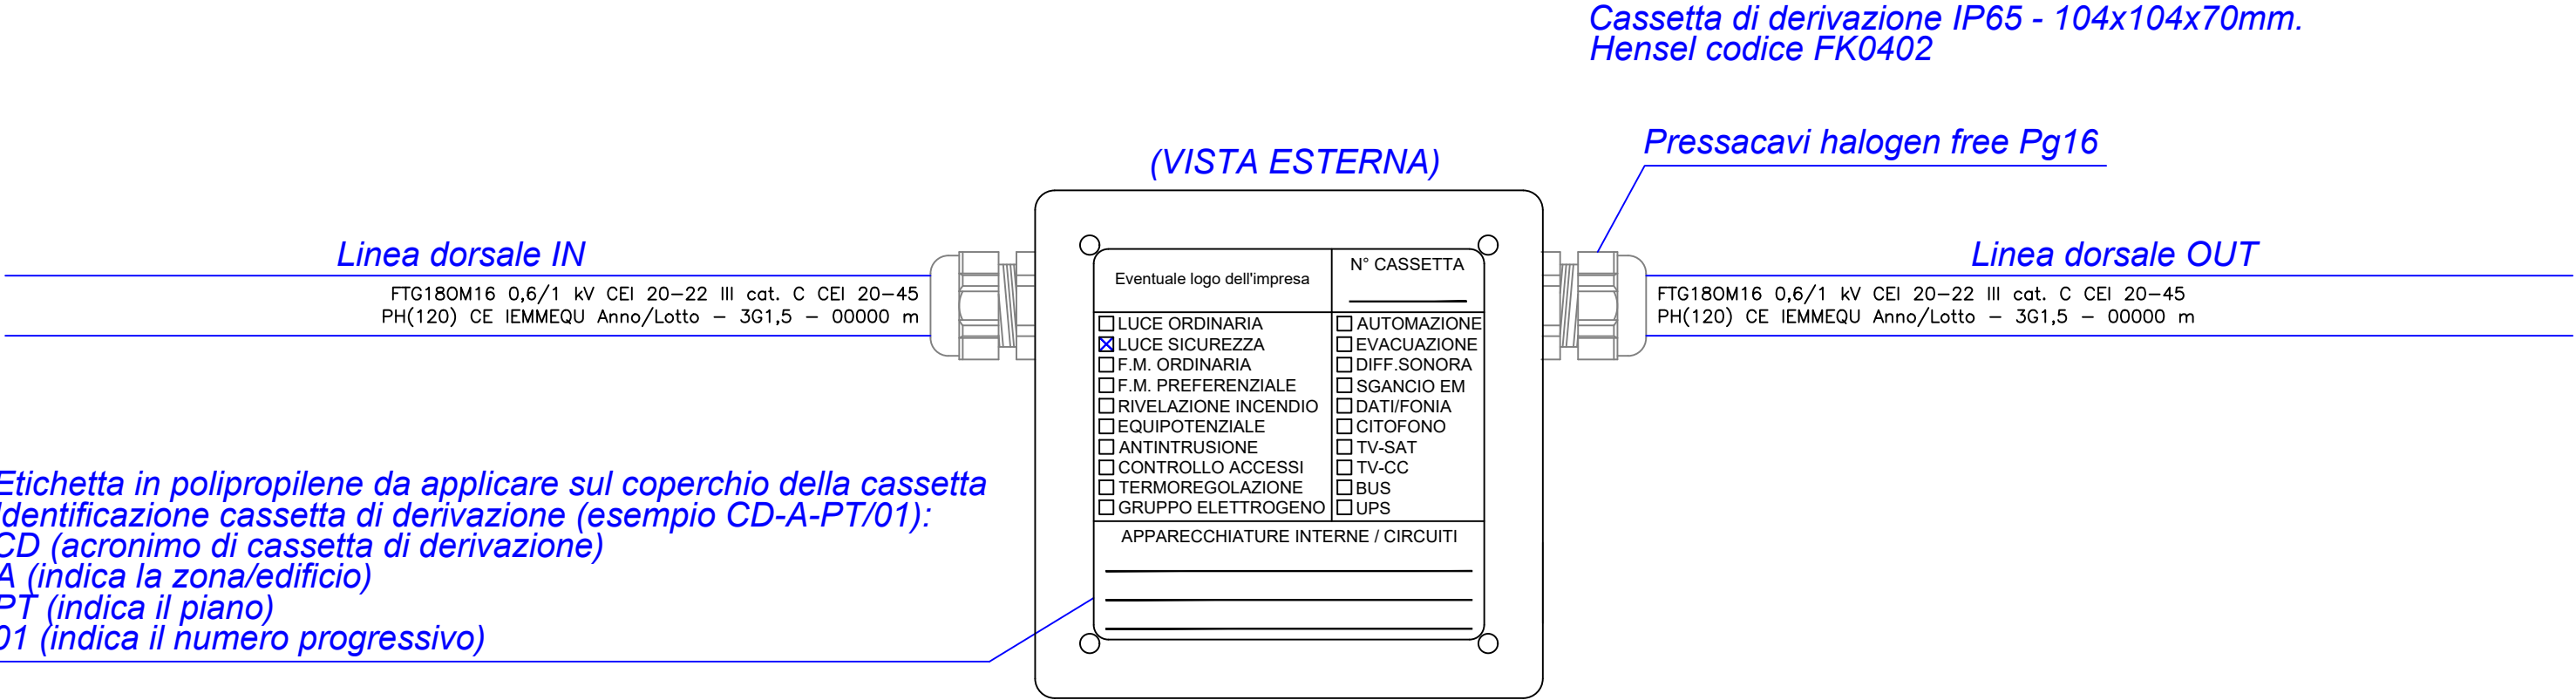 Cassetta di derivazione IP65 - 104x104x70mm.
Hensel codice FK0402
Pressacavi halogen free Pg16
(VISTA ESTERNA)
Linea dorsale IN
FTG18OM16 0,6/1 kV CEI 20-22 III cat. C CEI 20-45
PH(120) CE IEMMEQU Anno/Lotto - 3G1,5 - 00000 m
Linea dorsale OUT
FTG18OM16 0,6/1 kV CEI 20-22 III cat. C CEI 20-45
PH(120) CE IEMMEQU Anno/Lotto - 3G1,5 - 00000 m
Eventuale logo dell'impresa
N° CASSETTA
LUCE ORDINARIA
LUCE SICUREZZA
F.M. ORDINARIA
F.M. PREFERENZIALE
RIVELAZIONE INCENDIO
EQUIPOTENZIALE
ANTINTRUSIONE
CONTROLLO ACCESSI
TERMOREGOLAZIONE
GRUPPO ELETTROGENO
AUTOMAZIONE
EVACUAZIONE
DIFF.SONORA
SGANCIO EM
DATI/FONIA
CITOFONO
TV-SAT
TV-CC
BUS
UPS
APPARECCHIATURE INTERNE / CIRCUITI
Etichetta in polipropilene da applicare sul coperchio della cassetta
Identificazione cassetta di derivazione (esempio CD-A-PT/01):
CD (acronimo di cassetta di derivazione)
A (indica la zona/edificio)
PT (indica il piano)
01 (indica il numero progressivo)